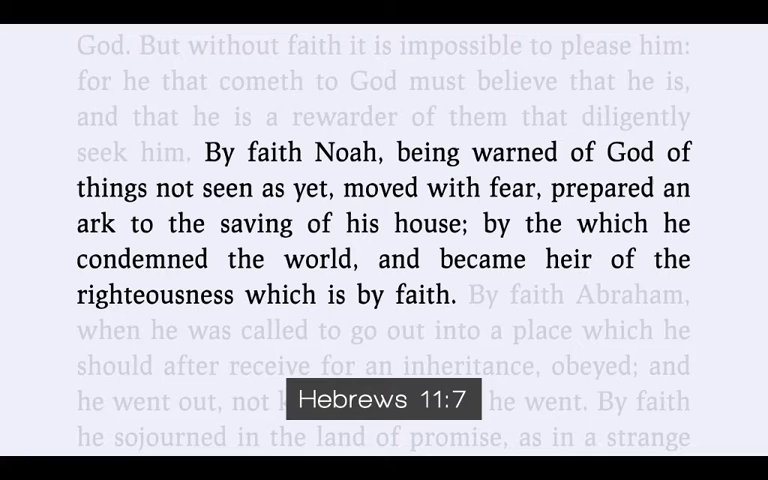 God. But without faith it is impossible to please him:
for he that cometh to God must believe that he is,
and that he is a rewarder of them that diligently
seek him. By faith Noah, being warned of God of
things not seen as yet, moved with fear, prepared an
ark to the saving of his house; by the which he
condemned the world, and became heir of the
righteousness which is by faith. By faith Abraham,
when he was called to go out into a place which he
should after receive for an inheritance, obeyed; and
he went out, not he went. By faith
Hebrews 11:7
he sojourned in the land of promise, as in a strange